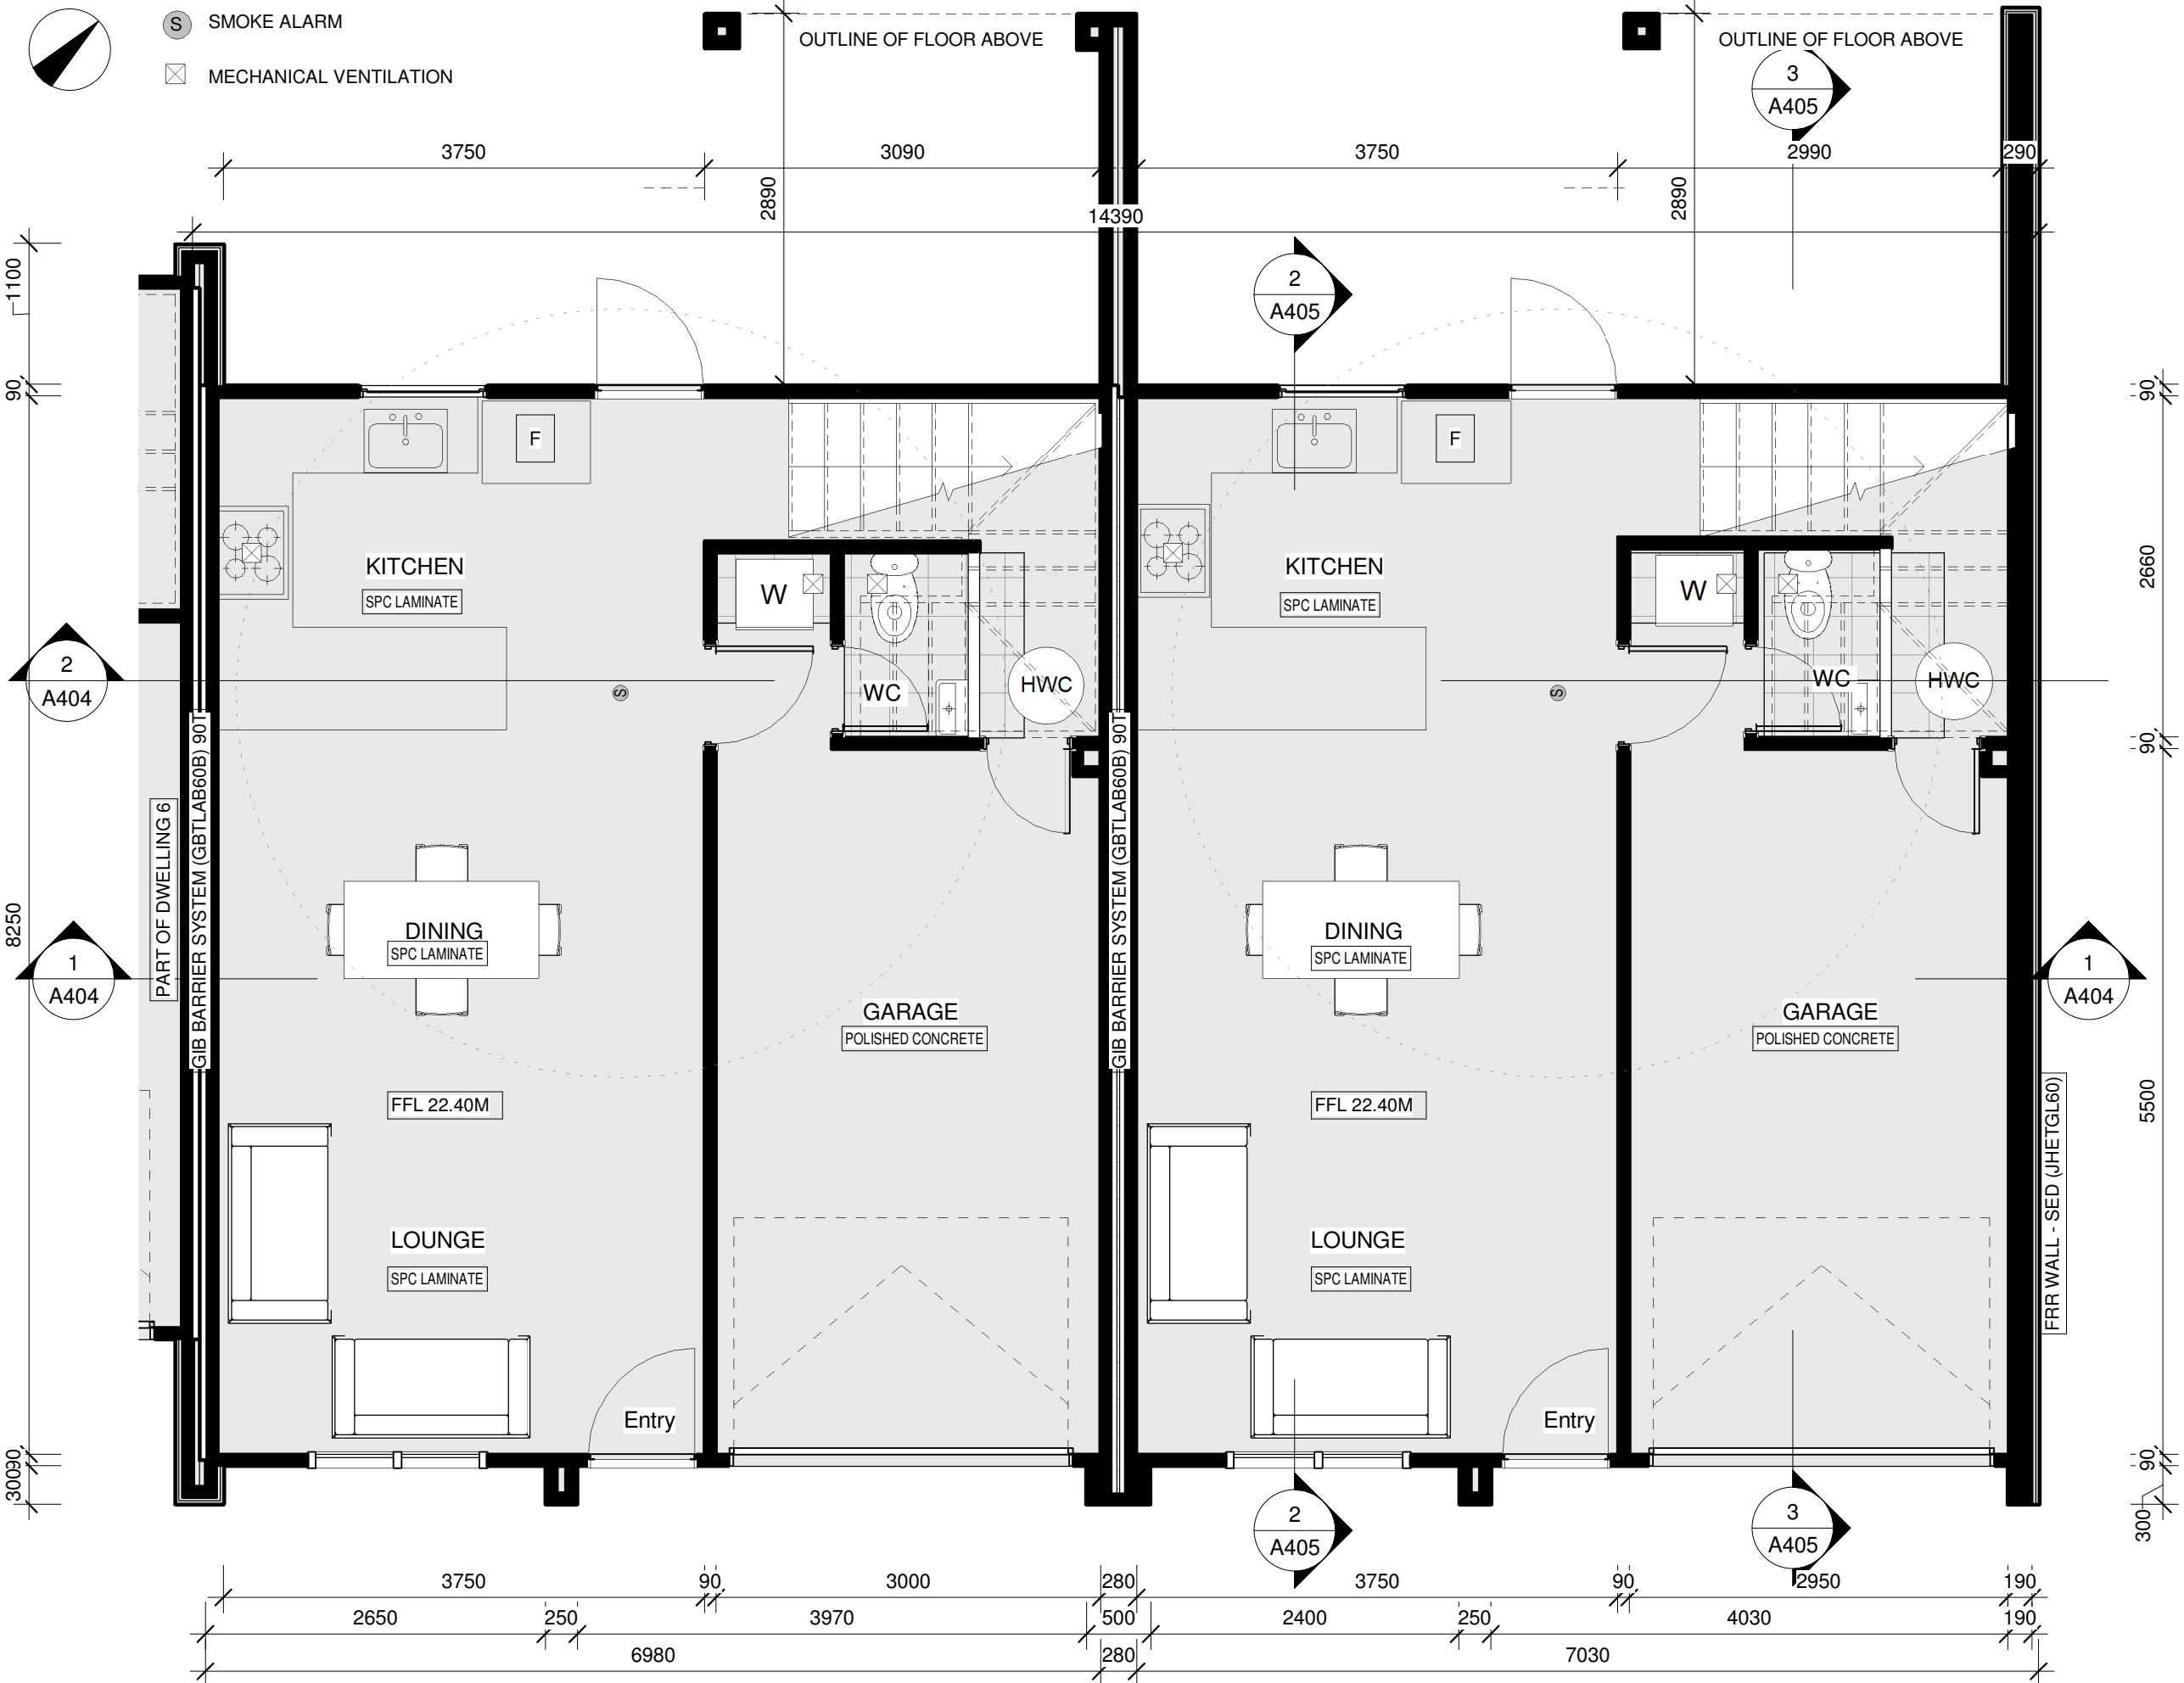 S SMOKE ALARM
MECHANICAL VENTILATION
OUTLINE OF FLOOR ABOVE
OUTLINE OF FLOOR ABOVE
3
A405
3750
3090
3750
2990
290
2890
2890
14390
1100
2
A405
90
90
F
F
KITCHEN
SPC LAMINATE
KITCHEN
SPC LAMINATE
W
W
2660
2
A404
S
WC
HWC
S
WC
HWC
90
PART OF DWELLING 6
GIB BARRIER SYSTEM (GBTLAB60B) 90T
GIB BARRIER SYSTEM (GBTLAB60B) 90T
8250
DINING
SPC LAMINATE
DINING
SPC LAMINATE
1
A404
1
A404
GARAGE
POLISHED CONCRETE
GARAGE
POLISHED CONCRETE
FFL 22.40M
FFL 22.40M
5500
FRR WALL - SED (JHETGL60)
LOUNGE
SPC LAMINATE
LOUNGE
SPC LAMINATE
Entry
Entry
90
300
90
300
2
A405
3
A405
3750
90
3000
280
3750
90
2950
190
2650
250
3970
500
2400
250
4030
190
6980
280
7030